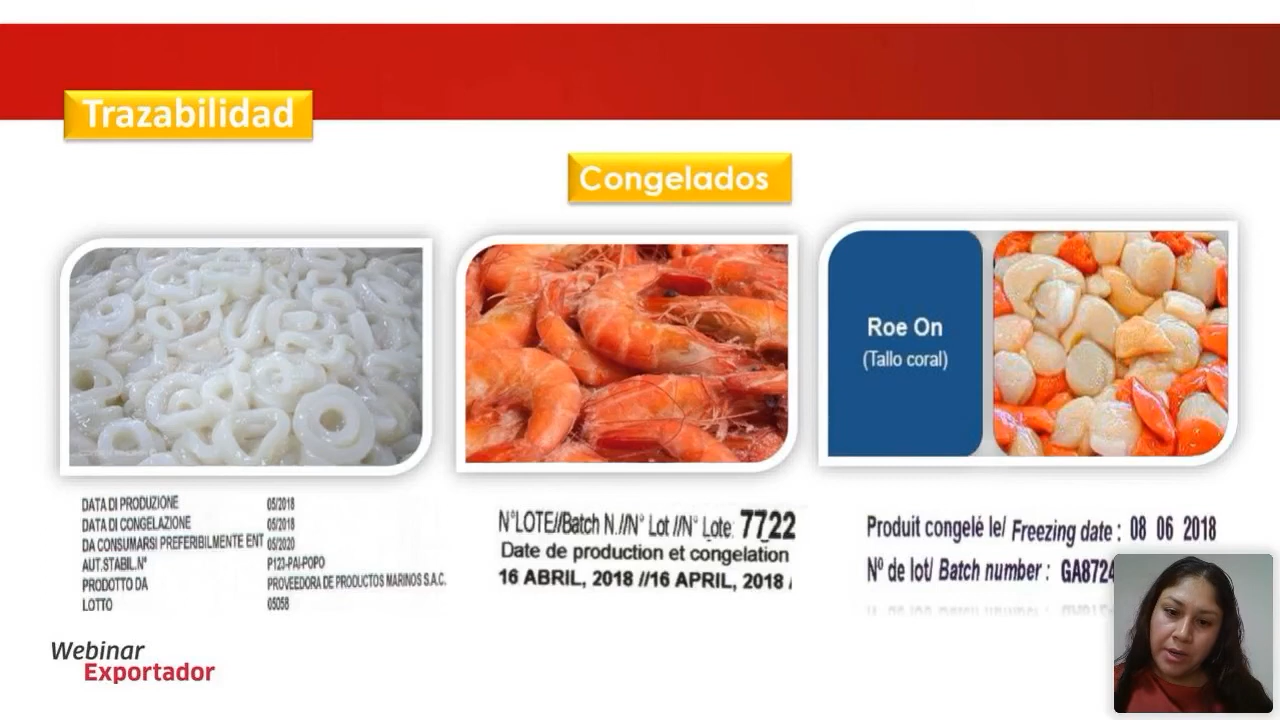 Trazabilidad
Congelados
Roe On
(Tallo coral)
DATA DI PRODUZIONE 05/2018
DATA DI CONGELAZIONE 05/2018
DA CONSUMARSI PREFERIBILMENTE ENT 05/2020
AUT.STABIL.N° P123-PAI-POPO
PRODOTTO DA PROVEEDORA DE PRODUCTOS MARINOS S.A.C.
LOTTO 05058
N°LOTE//Batch N.//N° Lot //N° Lote: 7722
Date de production et congelation
16 ABRIL, 2018 //16 APRIL, 2018 /
Produit congelé le/ Freezing date : 08 06 2018
Nº de lot/ Batch number : GA8724
Webinar
Exportador